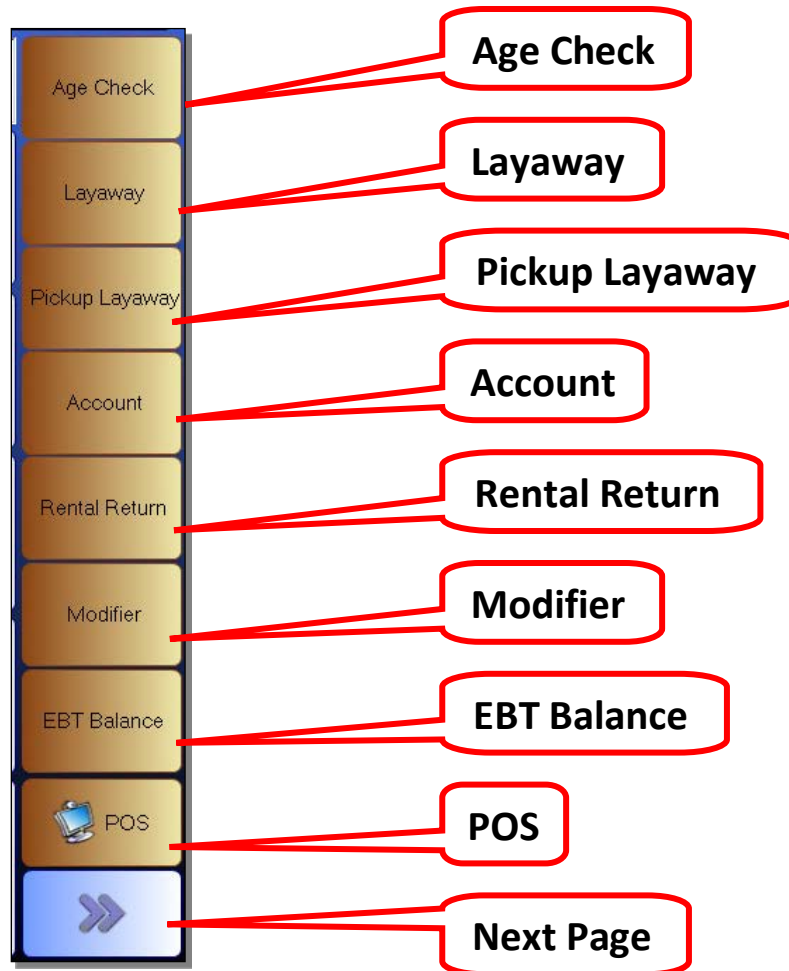 Age Check
Age Check
Layaway
Layaway
Pickup Layaway
Pickup Layaway
Account
Account
Rental Return
Rental Return
Modifier
Modifier
EBT Balance
EBT Balance
POS
POS
Next Page